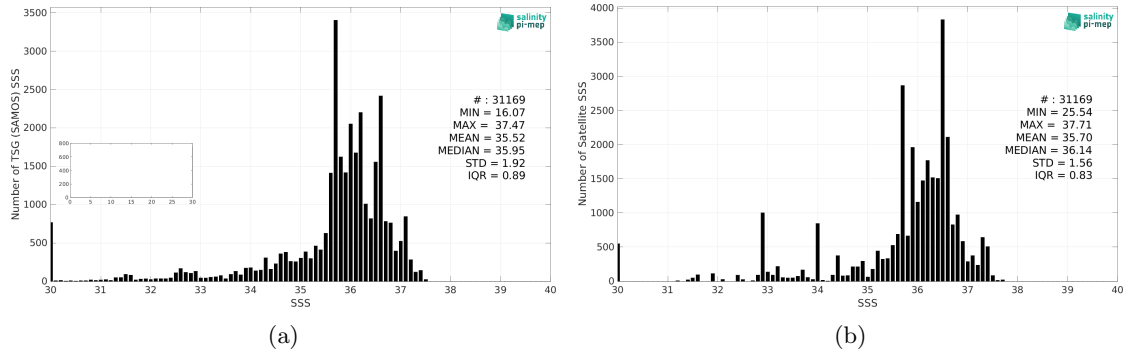 3500
3000
2500
2000
1500
1000
500
0
Number of TSG (SAMOS) SSS
salinity
pi-mep
# : 31169
MIN = 16.07
MAX = 37.47
MEAN = 35.52
MEDIAN = 35.95
STD = 1.92
IQR = 0.89
800
600
400
200
0
0 5 10 15 20 25 30
30 31 32 33 34 35 36 37 38 39 40
SSS
(a)
4000
3500
3000
2500
2000
1500
1000
500
0
Number of Satellite SSS
salinity
pi-mep
# : 31169
MIN = 25.54
MAX = 37.71
MEAN = 35.70
MEDIAN = 36.14
STD = 1.56
IQR = 0.83
30 31 32 33 34 35 36 37 38 39 40
SSS
(b)